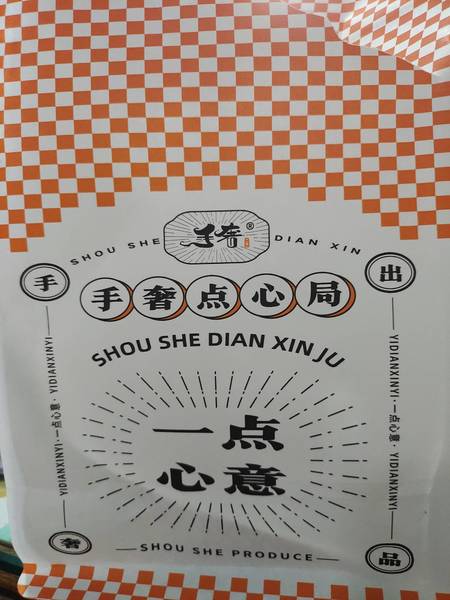 SHOU SHE 手奢® DIAN XIN
手 出
手奢点心局
SHOU SHE DIAN XIN JU
YIDIANXINYI·一点心意·YIDIANXINYI
YIDIANXINYI·一点心意·YIDIANXINYI
一点
心意
奢 品
SHOU SHE PRODUCE